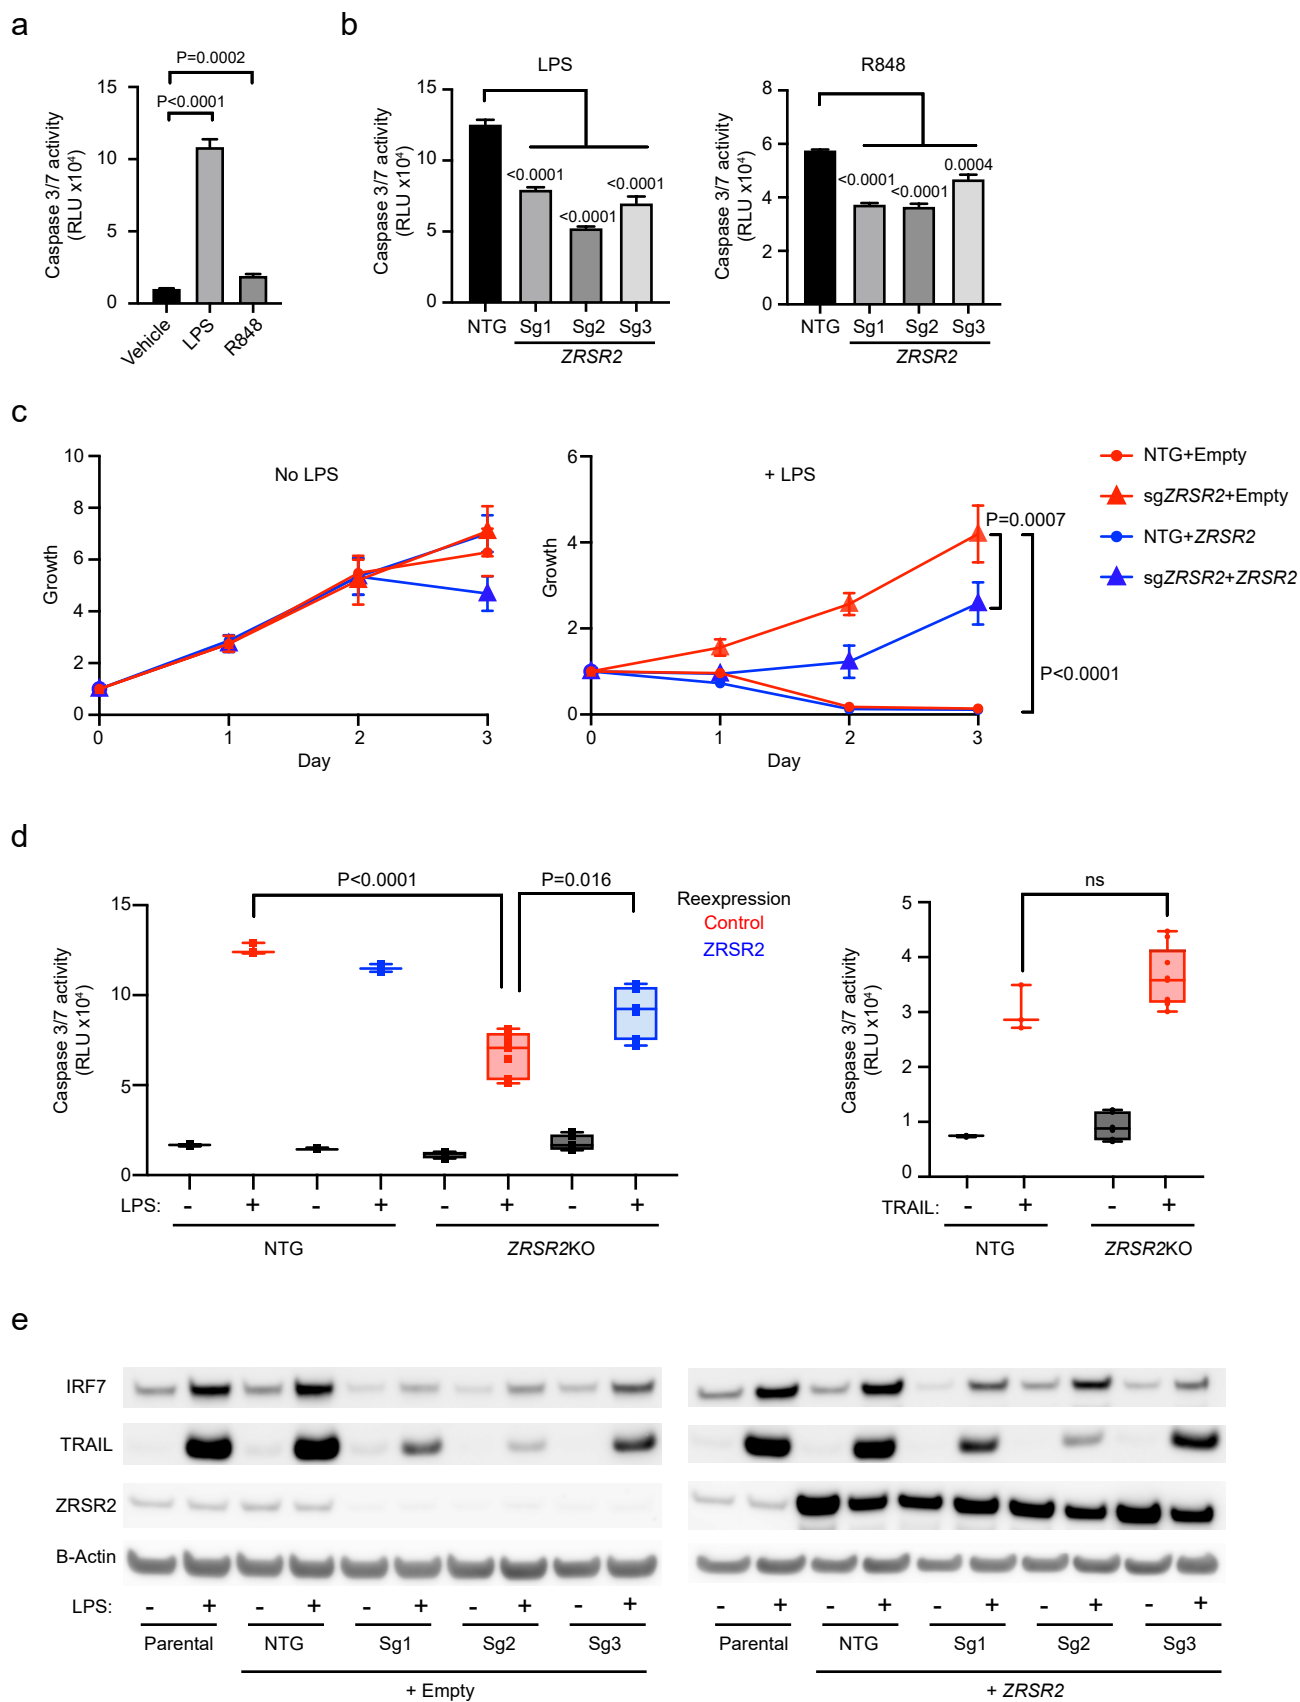 a
P=0.0002
P<0.0001
Caspase 3/7 activity
(RLU x10⁴)
15
10
5
0
Vehicle
LPS
R848
b
LPS
Caspase 3/7 activity
(RLU x10⁴)
15
10
5
0
<0.0001
<0.0001
<0.0001
NTG Sg1 Sg2 Sg3
ZRSR2
R848
Caspase 3/7 activity
(RLU x10⁴)
8
6
4
2
0
<0.0001
<0.0001
0.0004
NTG Sg1 Sg2 Sg3
ZRSR2
c
No LPS
Growth
10
8
6
4
2
0
0 1 2 3
Day
+ LPS
Growth
6
4
2
0
0 1 2 3
Day
P=0.0007
P<0.0001
NTG+Empty
sgZRSR2+Empty
NTG+ZRSR2
sgZRSR2+ZRSR2
d
P<0.0001
P=0.016
Reexpression
Control
ZRSR2
Caspase 3/7 activity
(RLU x10⁴)
15
10
5
0
LPS: - + - + - + - +
NTG ZRSR2KO
ns
Caspase 3/7 activity
(RLU x10⁴)
5
4
3
2
1
0
TRAIL: - + - +
NTG ZRSR2KO
e
IRF7
TRAIL
ZRSR2
B-Actin
LPS: - + - + - + - + - +
Parental NTG Sg1 Sg2 Sg3
+ Empty
- + - + - + - + - +
Parental NTG Sg1 Sg2 Sg3
+ ZRSR2